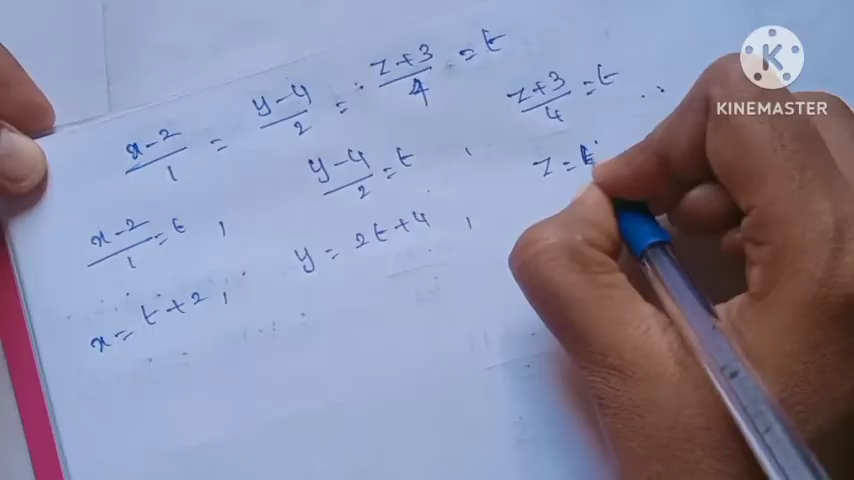 x-2/1 = y-4/2 = z+3/4 = t
x-2/1 = t, y-4/2 = t, z+3/4 = t
x = t+2, y = 2t+4, z =
KINEMASTER